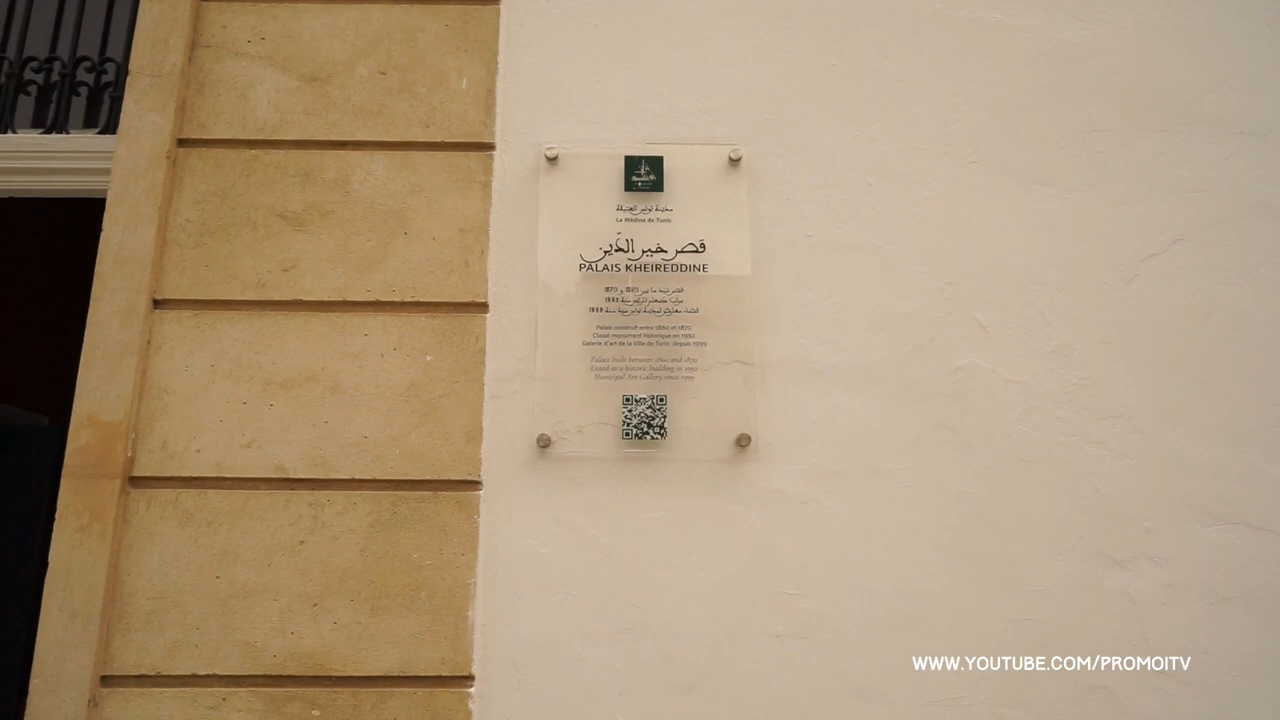 مدينة تونس العتيقة
La Médina de Tunis
قصر خير الدّين
PALAIS KHEIREDDINE
Palais construit entre 1860 et 1870
Classé monument historique en 1992
Galerie d'art de la Ville de Tunis depuis 1999
Palace built between 1860 and 1870
Listed as a historic building in 1992
Municipal Art Gallery since 1999
WWW.YOUTUBE.COM/PROMOITV